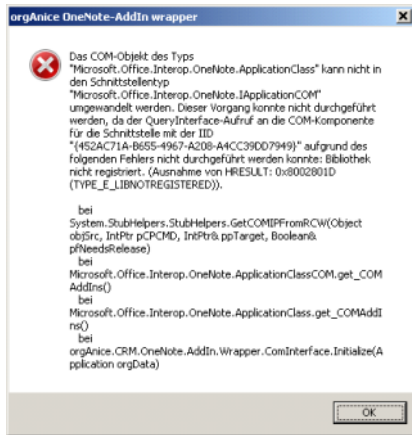 orgAnice OneNote-AddIn wrapper
Das COM-Objekt des Typs
"Microsoft.Office.Interop.OneNote.ApplicationClass" kann nicht in
den Schnittstellentyp
"Microsoft.Office.Interop.OneNote.IApplicationCOM"
umgewandelt werden. Dieser Vorgang konnte nicht durchgeführt
werden, da der QueryInterface-Aufruf an die COM-Komponente
für die Schnittstelle mit der IID
"{452AC71A-B655-4967-A208-A4CC39DD7949}" aufgrund des
folgenden Fehlers nicht durchgeführt werden konnte: Bibliothek
nicht registriert. (Ausnahme von HRESULT: 0x8002801D
(TYPE_E_LIBNOTREGISTERED)).
bei
System.StubHelpers.StubHelpers.GetCOMIPFromRCW(Object
objSrc, IntPtr pCPCMD, IntPtr& ppTarget, Boolean&
pfNeedsRelease)
bei
Microsoft.Office.Interop.OneNote.ApplicationClassCOM.get_COM
AddIns()
bei
Microsoft.Office.Interop.OneNote.ApplicationClass.get_COMAddI
ns()
bei
orgAnice.CRM.OneNote.AddIn.Wrapper.ComInterface.Initialize(A
pplication orgData)
OK